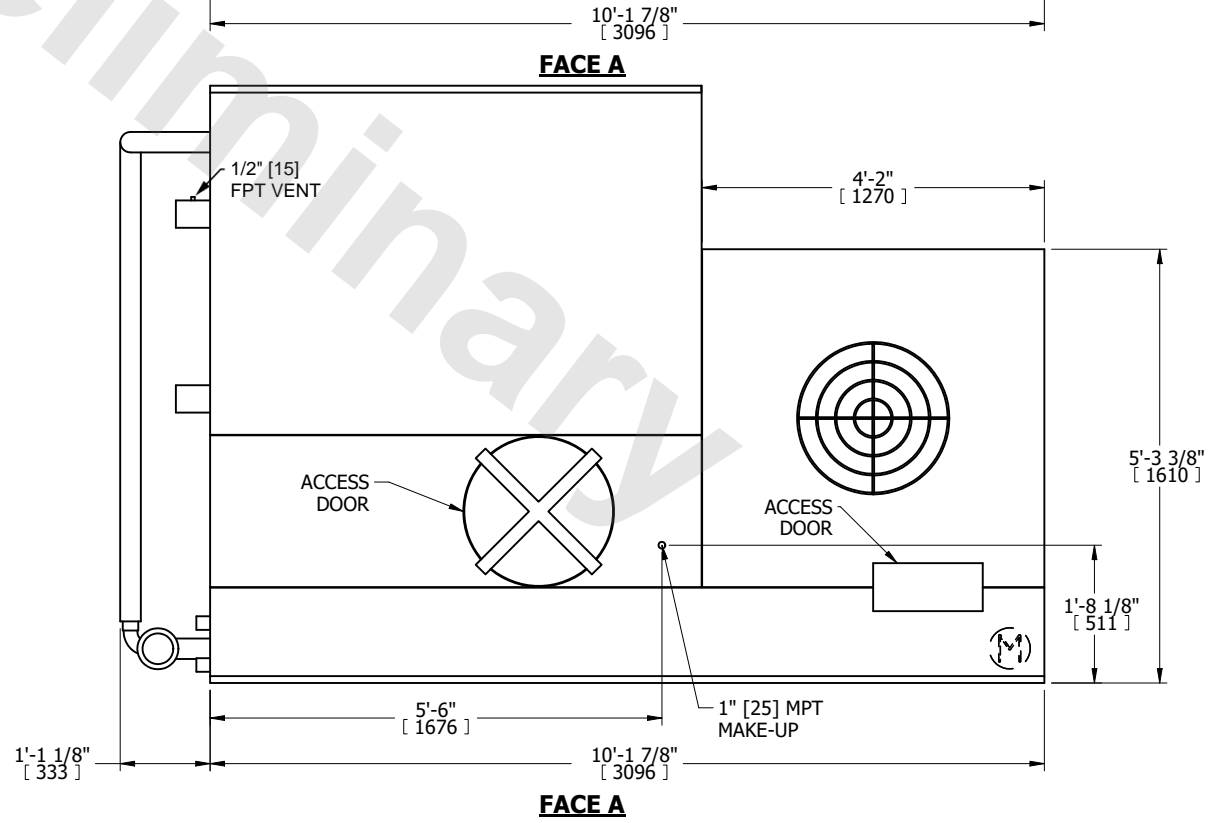 10'-1 7/8"
[ 3096 ]
FACE A
1/2" [15]
FPT VENT
4'-2"
[ 1270 ]
ACCESS
DOOR
ACCESS
DOOR
5'-3 3/8"
[ 1610 ]
1'-8 1/8"
[ 511 ]
M
5'-6"
[ 1676 ]
1" [25] MPT
MAKE-UP
1'-1 1/8"
[ 333 ]
10'-1 7/8"
[ 3096 ]
FACE A
eliminary